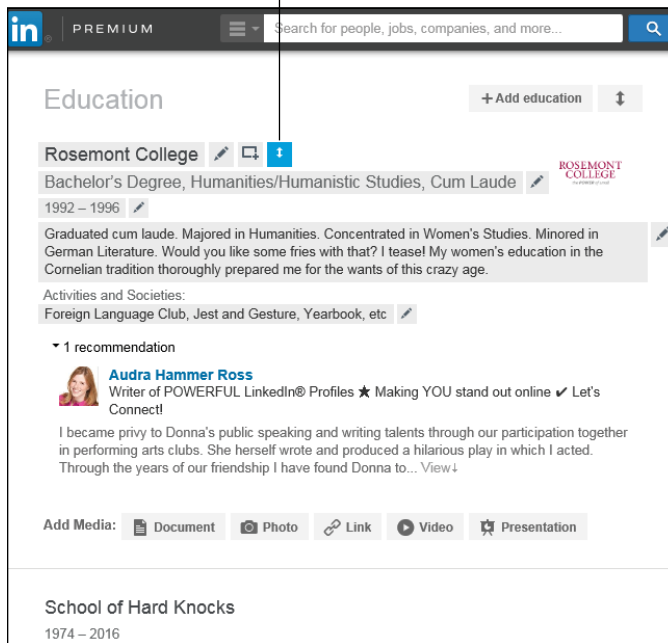 in PREMIUM Search for people, jobs, companies, and more...
Education
+ Add education
Rosemont College
ROSEMONT
COLLEGE
Bachelor's Degree, Humanities/Humanistic Studies, Cum Laude
1992 – 1996
Graduated cum laude. Majored in Humanities. Concentrated in Women's Studies. Minored in
German Literature. Would you like some fries with that? I tease! My women's education in the
Cornelian tradition thoroughly prepared me for the wants of this crazy age.
Activities and Societies:
Foreign Language Club, Jest and Gesture, Yearbook, etc
1 recommendation
Audra Hammer Ross
Writer of POWERFUL LinkedIn® Profiles ★ Making YOU stand out online ✔ Let's
Connect!
I became privy to Donna's public speaking and writing talents through our participation together
in performing arts clubs. She herself wrote and produced a hilarious play in which I acted.
Through the years of our friendship I have found Donna to... View↓
Add Media: Document Photo Link Video Presentation
School of Hard Knocks
1974 – 2016